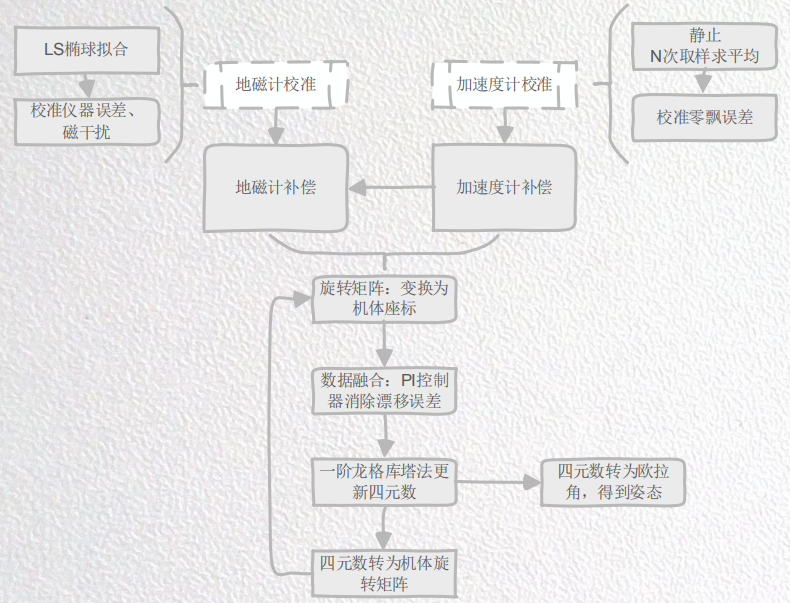 LS椭球拟合
校准仪器误差、
磁干扰
地磁计校准
加速度计校准
静止
N次取样求平均
校准零飘误差
地磁计补偿
加速度计补偿
旋转矩阵：变换为
机体座标
数据融合：PI控制
器消除漂移误差
一阶龙格库塔法更
新四元数
四元数转为欧拉
角，得到姿态
四元数转为机体旋
转矩阵